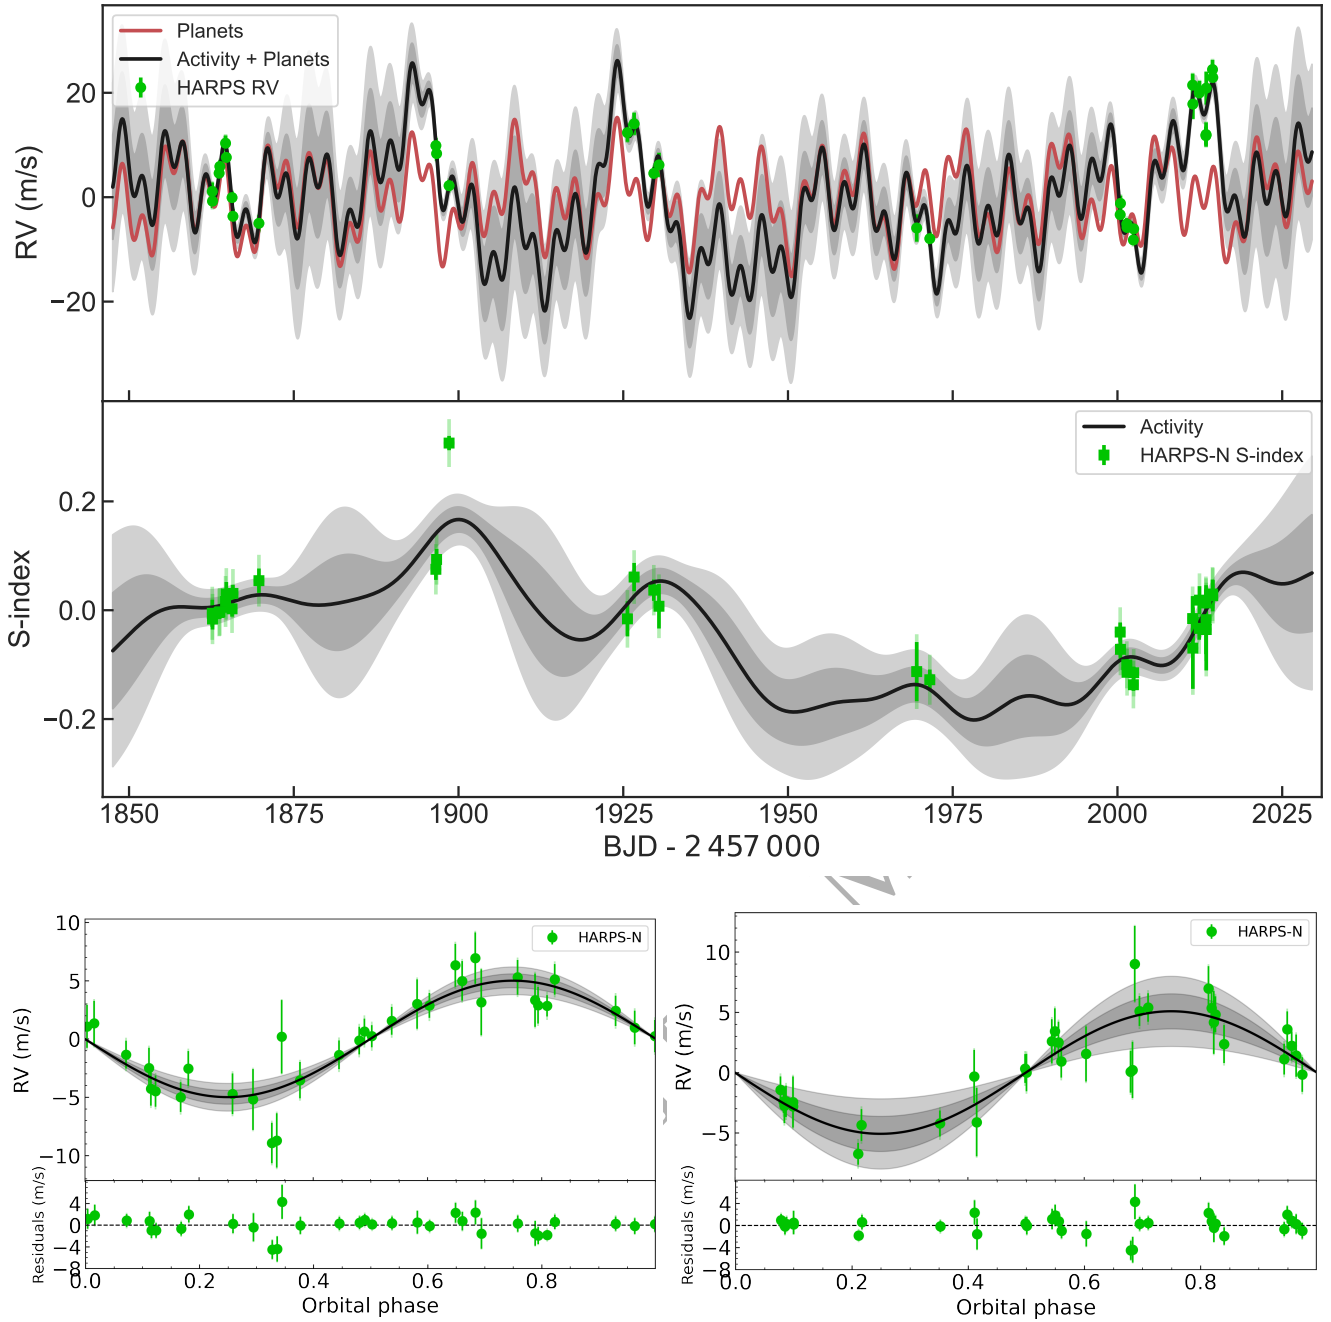 Planets
Activity + Planets
HARPS RV
RV (m/s)
20
0
−20
Activity
HARPS-N S-index
S-index
0.2
0.0
−0.2
1850 1875 1900 1925 1950 1975 2000 2025
BJD - 2 457 000
HARPS-N
RV (m/s)
10
5
0
−5
−10
Residuals (m/s)
4
0
−4
−8
0.0 0.2 0.4 0.6 0.8
Orbital phase
HARPS-N
RV (m/s)
10
5
0
−5
Residuals (m/s)
4
0
−4
−8
0.0 0.2 0.4 0.6 0.8
Orbital phase